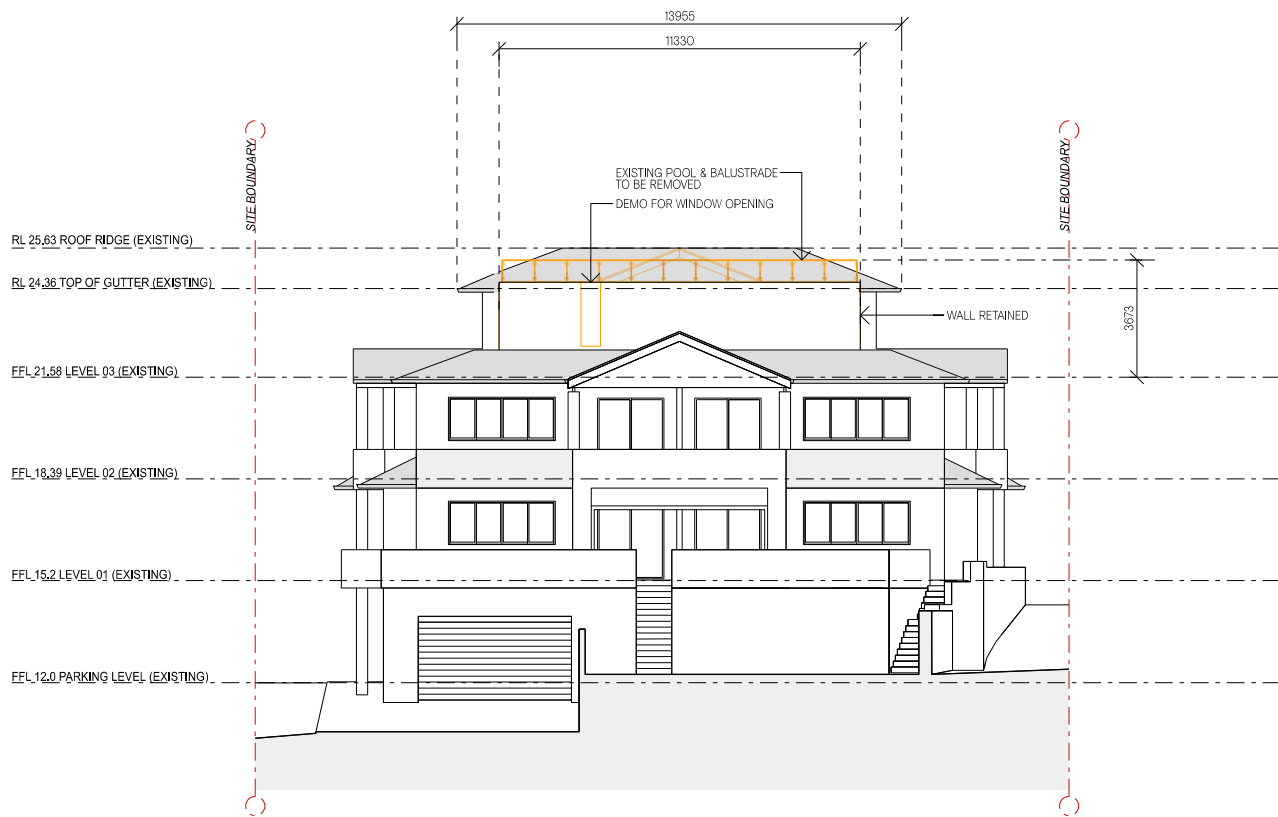 13955
11330
SITE BOUNDARY
SITE BOUNDARY
EXISTING POOL & BALUSTRADE
TO BE REMOVED
DEMO FOR WINDOW OPENING
RL 25.63 ROOF RIDGE (EXISTING)
RL 24.36 TOP OF GUTTER (EXISTING)
WALL RETAINED
3673
FFL 21.58 LEVEL 03 (EXISTING)
FFL 18.39 LEVEL 02 (EXISTING)
FFL 15.2 LEVEL 01 (EXISTING)
FFL 12.0 PARKING LEVEL (EXISTING)